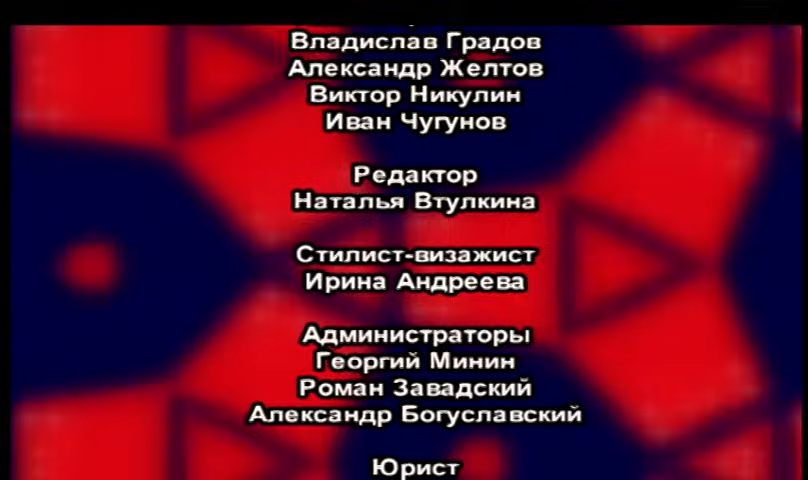 Владислав Градов
Александр Желтов
Виктор Никулин
Иван Чугунов
Редактор
Наталья Втулкина
Стилист-визажист
Ирина Андреева
Администраторы
Георгий Минин
Роман Завадский
Александр Богуславский
Юрист